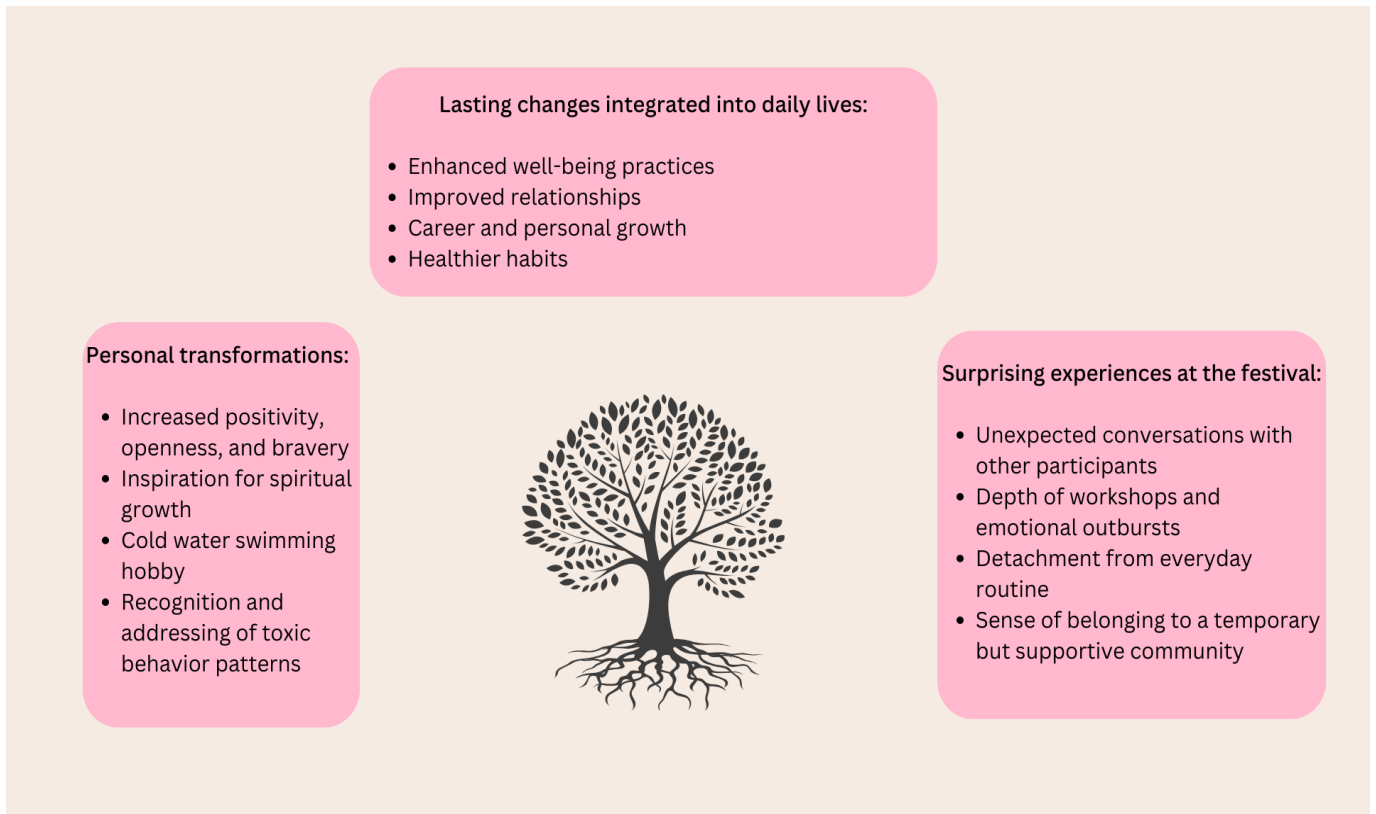 Lasting changes integrated into daily lives:
• Enhanced well-being practices
• Improved relationships
• Career and personal growth
• Healthier habits
Personal transformations:
• Increased positivity,
openness, and bravery
• Inspiration for spiritual
growth
• Cold water swimming
hobby
• Recognition and
addressing of toxic
behavior patterns
Surprising experiences at the festival:
• Unexpected conversations with
other participants
• Depth of workshops and
emotional outbursts
• Detachment from everyday
routine
• Sense of belonging to a temporary
but supportive community